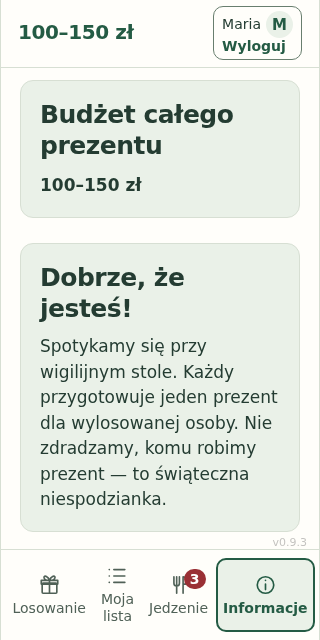 100–150 zł
Maria M
Wyloguj
Budżet całego
prezentu
100–150 zł
Dobrze, że
jesteś!
Spotykamy się przy
wigilijnym stole. Każdy
przygotowuje jeden prezent
dla wylosowanej osoby. Nie
zdradzamy, komu robimy
prezent — to świąteczna
niespodzianka.
v0.9.3
Losowanie
Moja
lista
3
Jedzenie
Informacje